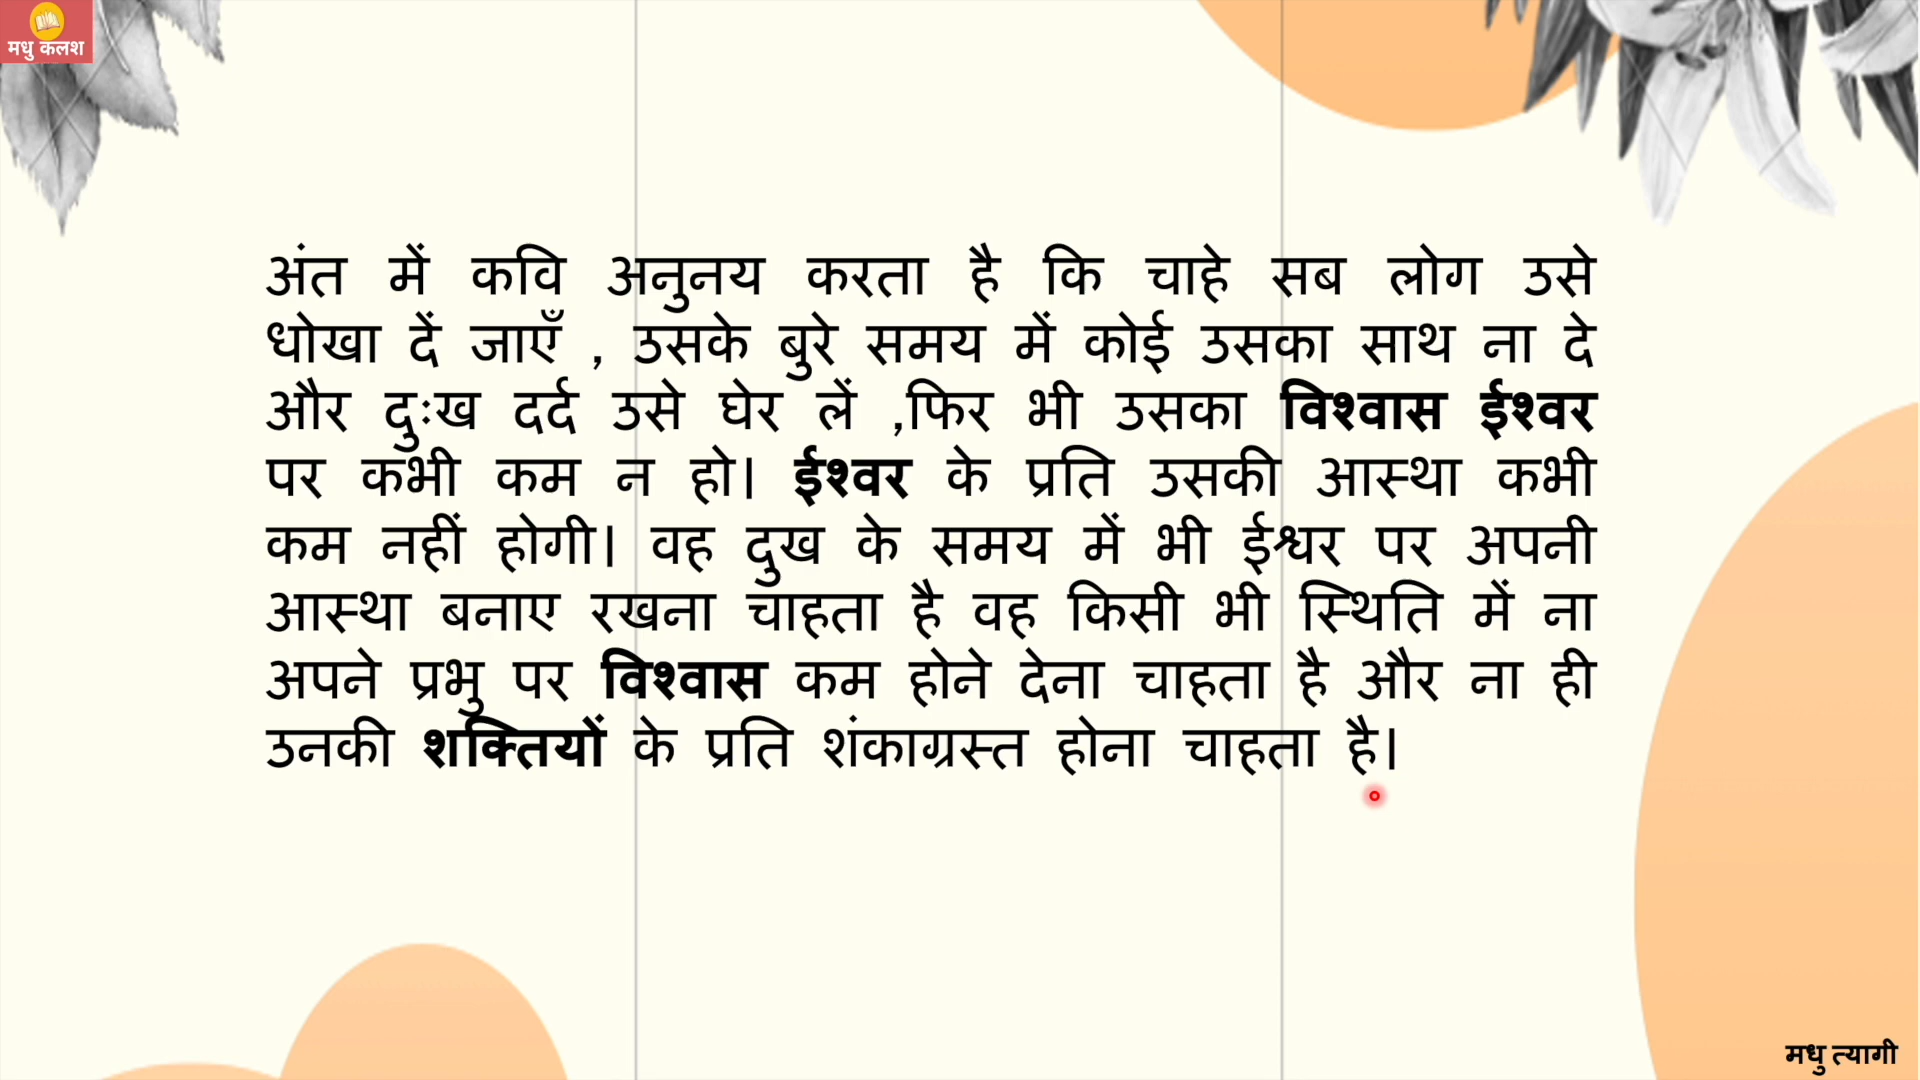 मधु कलश
अंत में कवि अनुनय करता है कि चाहे सब लोग उसे
धोखा दें जाएँ , उसके बुरे समय में कोई उसका साथ ना दे
और दुःख दर्द उसे घेर लें ,फिर भी उसका विश्वास ईश्वर
पर कभी कम न हो। ईश्वर के प्रति उसकी आस्था कभी
कम नहीं होगी। वह दुख के समय में भी ईश्वर पर अपनी
आस्था बनाए रखना चाहता है वह किसी भी स्थिति में ना
अपने प्रभु पर विश्वास कम होने देना चाहता है और ना ही
उनकी शक्तियों के प्रति शंकाग्रस्त होना चाहता है।
मधु त्यागी